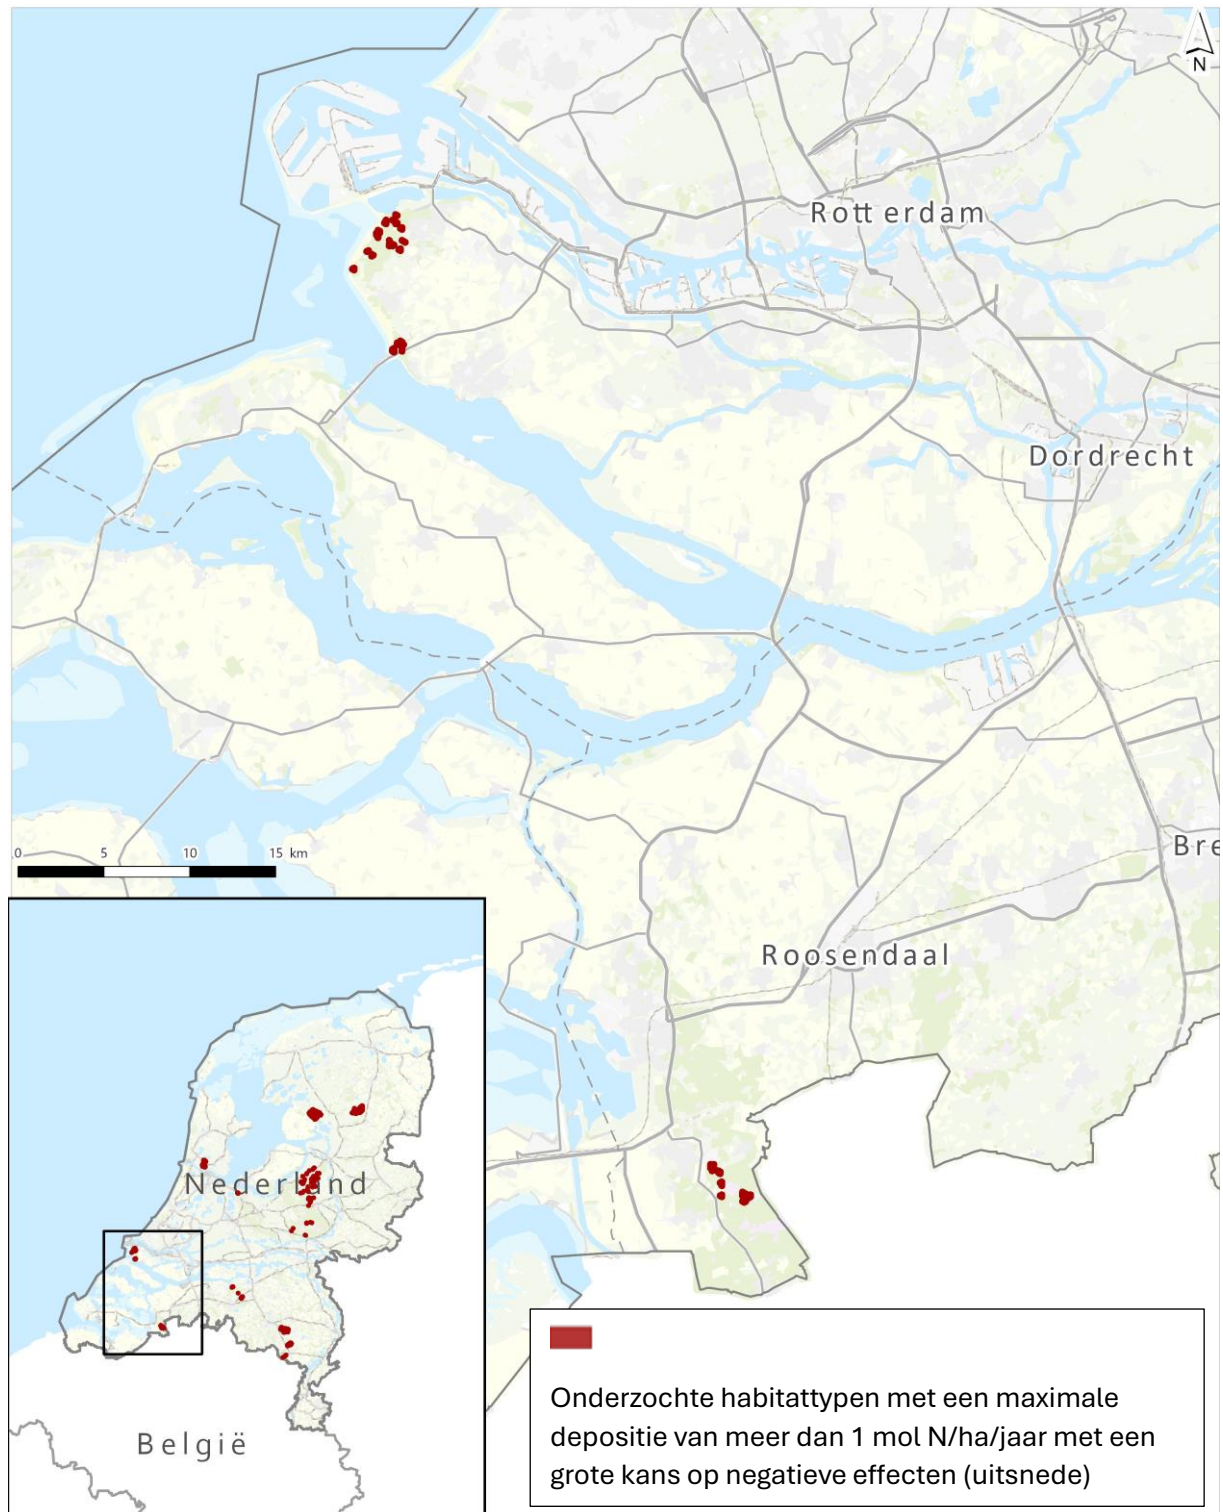 N
Rotterdam
Dordrecht
0 5 10 15 km
Bre
Roosendaal
Nederland
België
Onderzochte habitattypen met een maximale
depositie van meer dan 1 mol N/ha/jaar met een
grote kans op negatieve effecten (uitsnede)